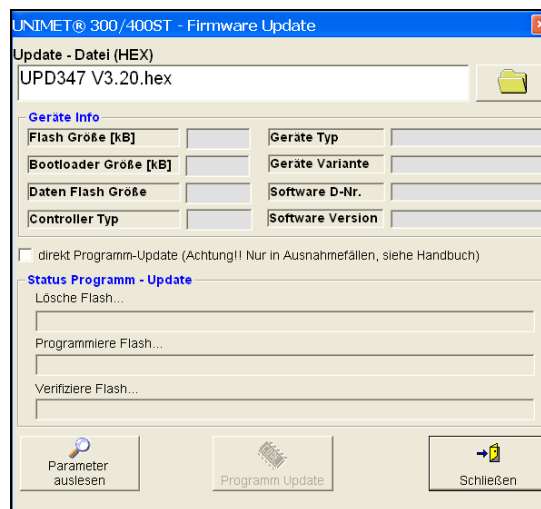 UNIMET® 300/400ST - Firmware Update
Update - Datei (HEX)
UPD347 V3.20.hex
Geräte Info
Flash Größe [kB]
Geräte Typ
Bootloader Größe [kB]
Geräte Variante
Daten Flash Größe
Software D-Nr.
Controller Typ
Software Version
direkt Programm-Update (Achtung!! Nur in Ausnahmefällen, siehe Handbuch)
Status Programm - Update
Lösche Flash...
Programmiere Flash...
Verifiziere Flash...
Parameter
auslesen
Programm Update
Schließen